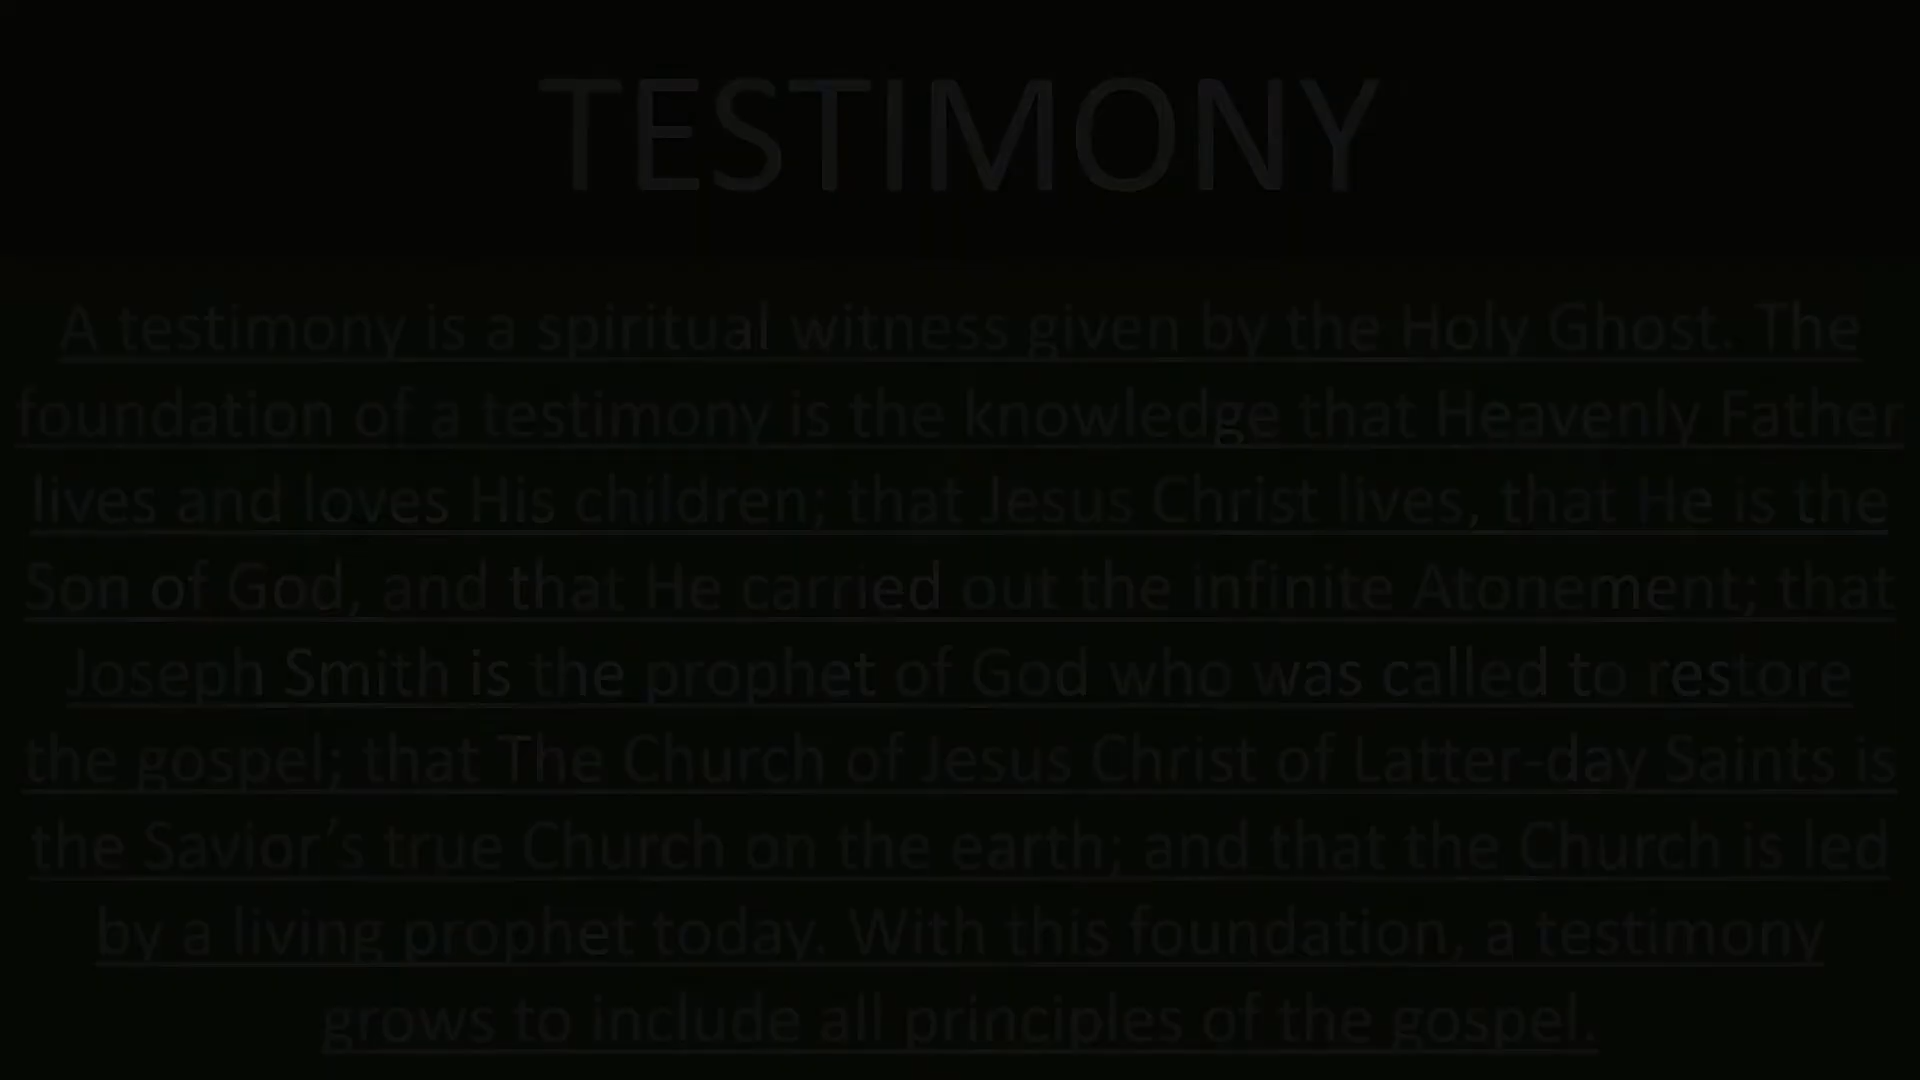 TESTIMONY
A testimony is a spiritual witness given by the Holy Ghost. The
foundation of a testimony is the knowledge that Heavenly Father
lives and loves His children; that Jesus Christ lives, that He is the
Son of God, and that He carried out the infinite Atonement; that
Joseph Smith is the prophet of God who was called to restore
the gospel; that The Church of Jesus Christ of Latter-day Saints is
the Savior’s true Church on the earth; and that the Church is led
by a living prophet today. With this foundation, a testimony
grows to include all principles of the gospel.